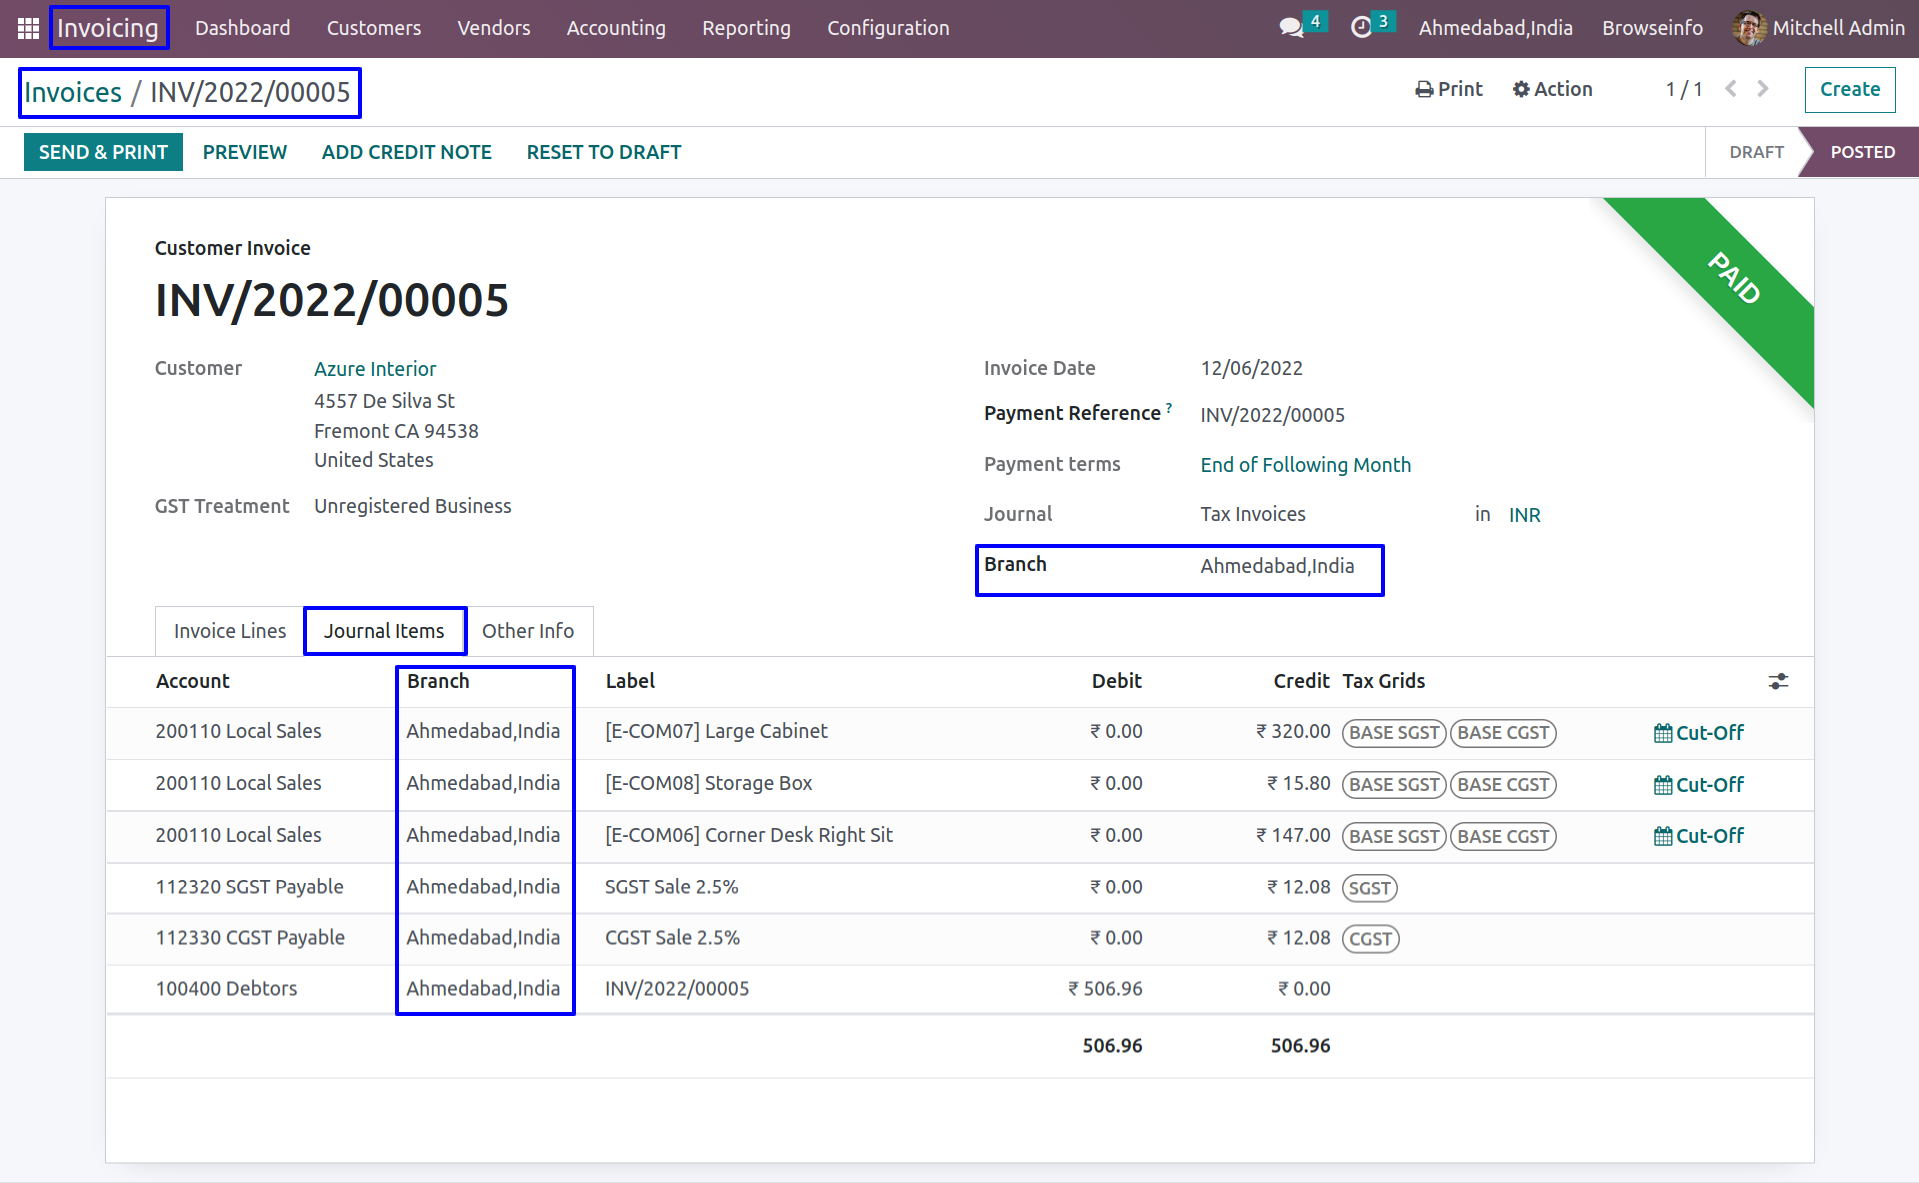 Invoicing Dashboard Customers Vendors Accounting Reporting Configuration 4 3 Ahmedabad,India Browseinfo Mitchell Admin
Invoices / INV/2022/00005 Print Action 1 / 1 Create
SEND & PRINT PREVIEW ADD CREDIT NOTE RESET TO DRAFT DRAFT POSTED
PAID
Customer Invoice
INV/2022/00005
Customer Azure Interior
4557 De Silva St
Fremont CA 94538
United States
GST Treatment Unregistered Business
Invoice Date 12/06/2022
Payment Reference ? INV/2022/00005
Payment terms End of Following Month
Journal Tax Invoices in INR
Branch Ahmedabad,India
Invoice Lines Journal Items Other Info
Account Branch Label Debit Credit Tax Grids
200110 Local Sales Ahmedabad,India [E-COM07] Large Cabinet ₹ 0.00 ₹ 320.00 BASE SGST BASE CGST Cut-Off
200110 Local Sales Ahmedabad,India [E-COM08] Storage Box ₹ 0.00 ₹ 15.80 BASE SGST BASE CGST Cut-Off
200110 Local Sales Ahmedabad,India [E-COM06] Corner Desk Right Sit ₹ 0.00 ₹ 147.00 BASE SGST BASE CGST Cut-Off
112320 SGST Payable Ahmedabad,India SGST Sale 2.5% ₹ 0.00 ₹ 12.08 SGST
112330 CGST Payable Ahmedabad,India CGST Sale 2.5% ₹ 0.00 ₹ 12.08 CGST
100400 Debtors Ahmedabad,India INV/2022/00005 ₹ 506.96 ₹ 0.00
506.96 506.96